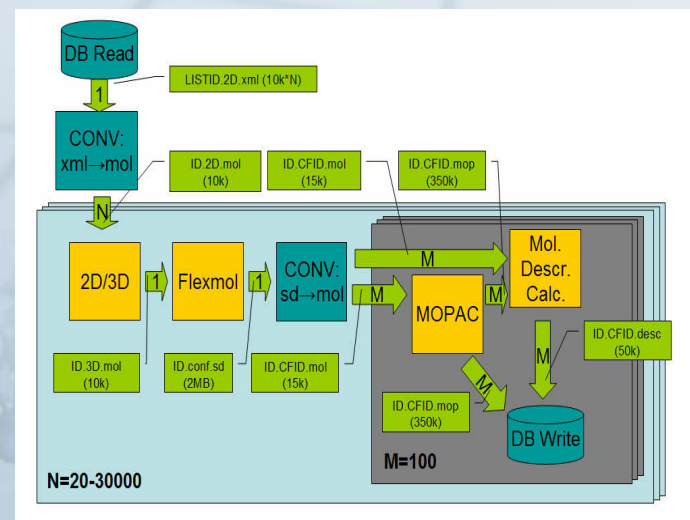 DB Read
1
LISTID.2D.xml (10k*N)
CONV:
xml→mol
ID.2D.mol
(10k)
ID.CFID.mol
(15k)
ID.CFID.mop
(350k)
N
2D/3D
1
Flexmol
1
CONV:
sd→mol
M
M
MOPAC
M
Mol.
Descr.
Calc.
ID.3D.mol
(10k)
ID.conf.sd
(2MB)
ID.CFID.mol
(15k)
M
M
ID.CFID.desc
(50k)
ID.CFID.mop
(350k)
DB Write
M=100
N=20-30000